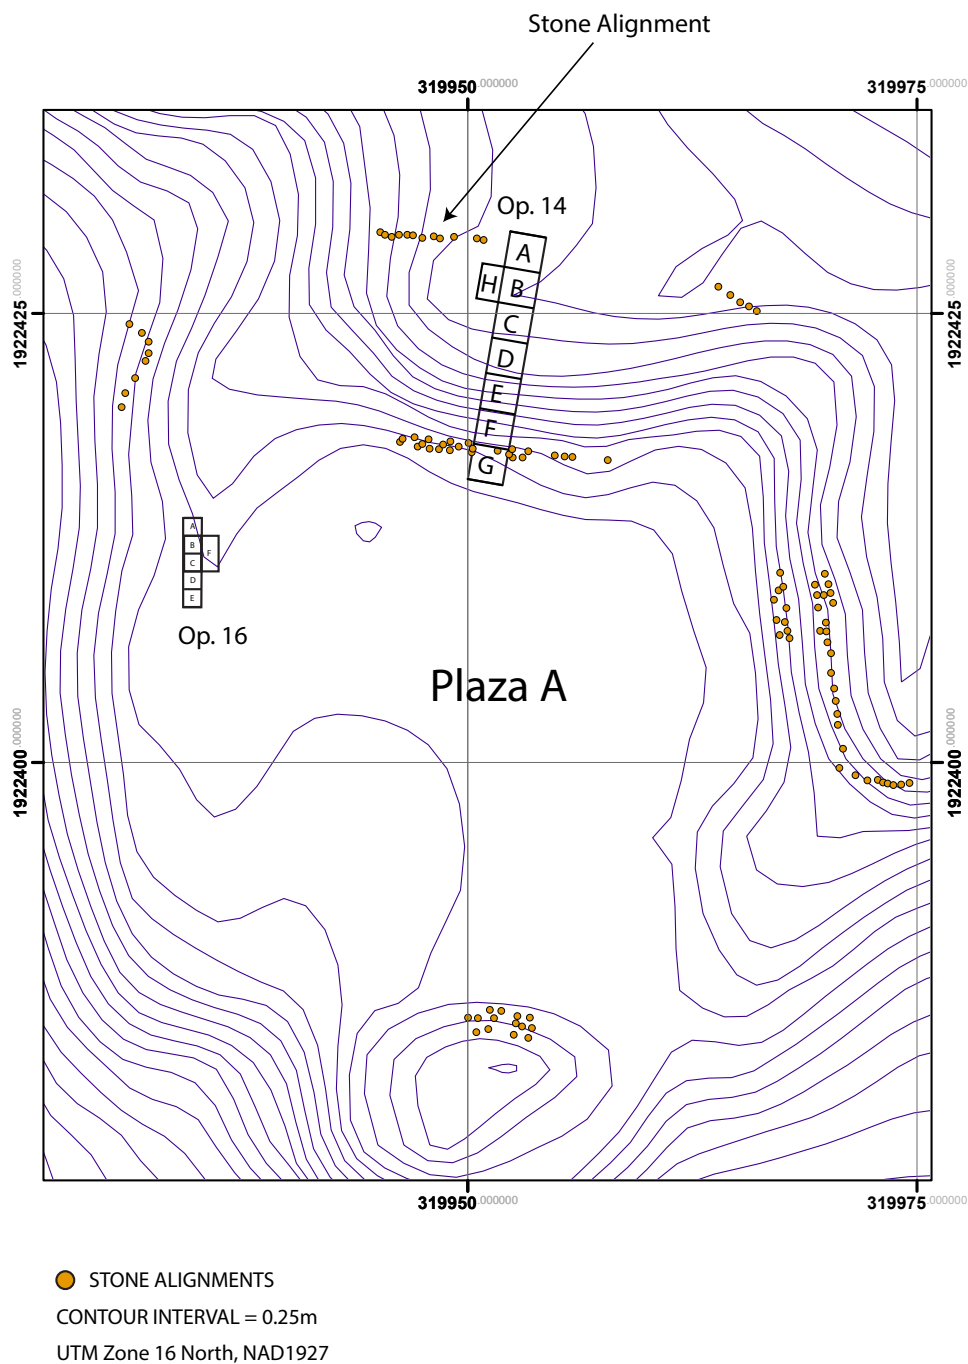 Stone Alignment
319950.000000
319975.000000
Op. 14
A
H
B
C
D
E
F
G
1922425.000000
1922425.000000
A
B
F
C
D
E
Op. 16
Plaza A
1922400.000000
1922400.000000
319950.000000
319975.000000
STONE ALIGNMENTS
CONTOUR INTERVAL = 0.25m
UTM Zone 16 North, NAD1927